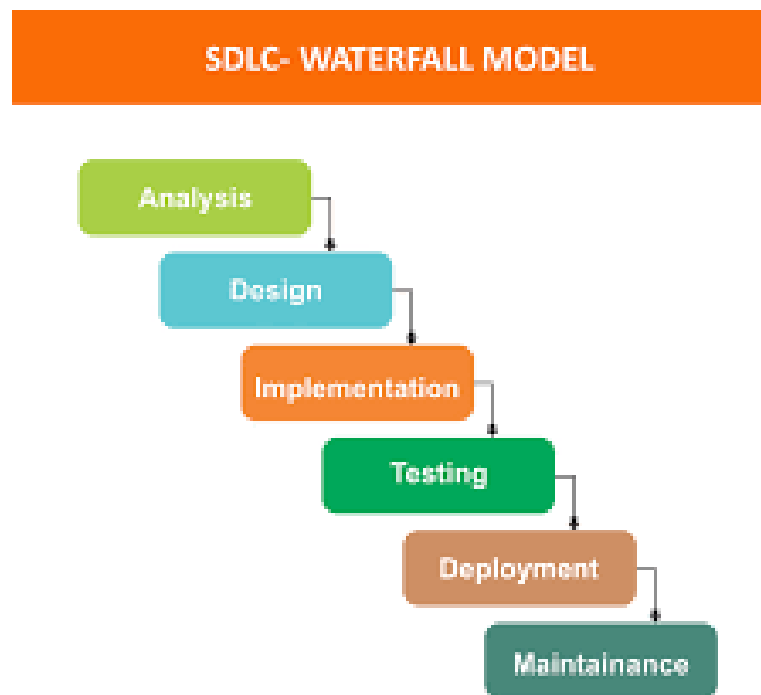 SDLC- WATERFALL MODEL
Analysis
Design
Implementation
Testing
Deployment
Maintainance